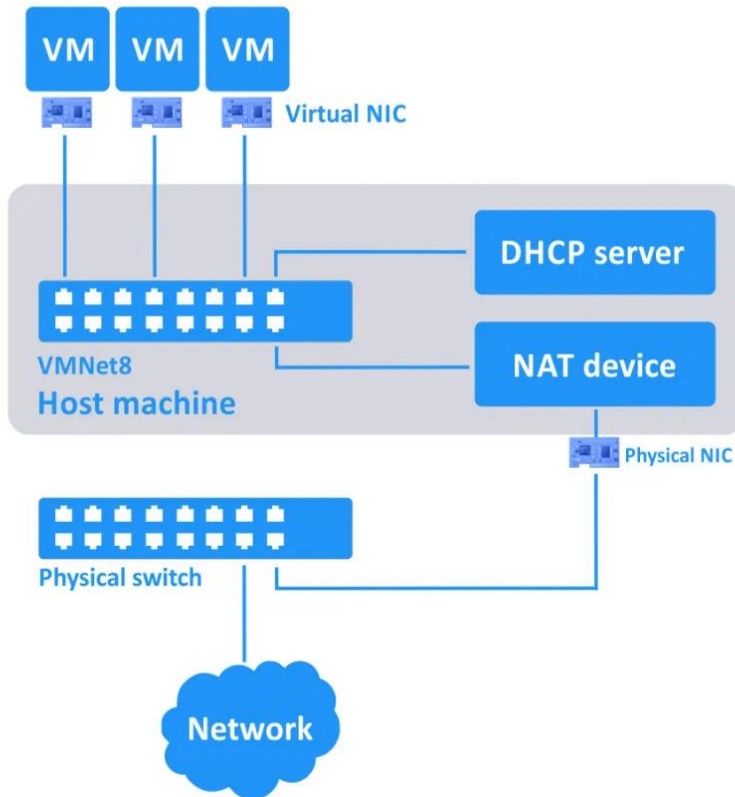 VM VM VM
Virtual NIC
DHCP server
VMNet8
NAT device
Host machine
Physical NIC
Physical switch
Network